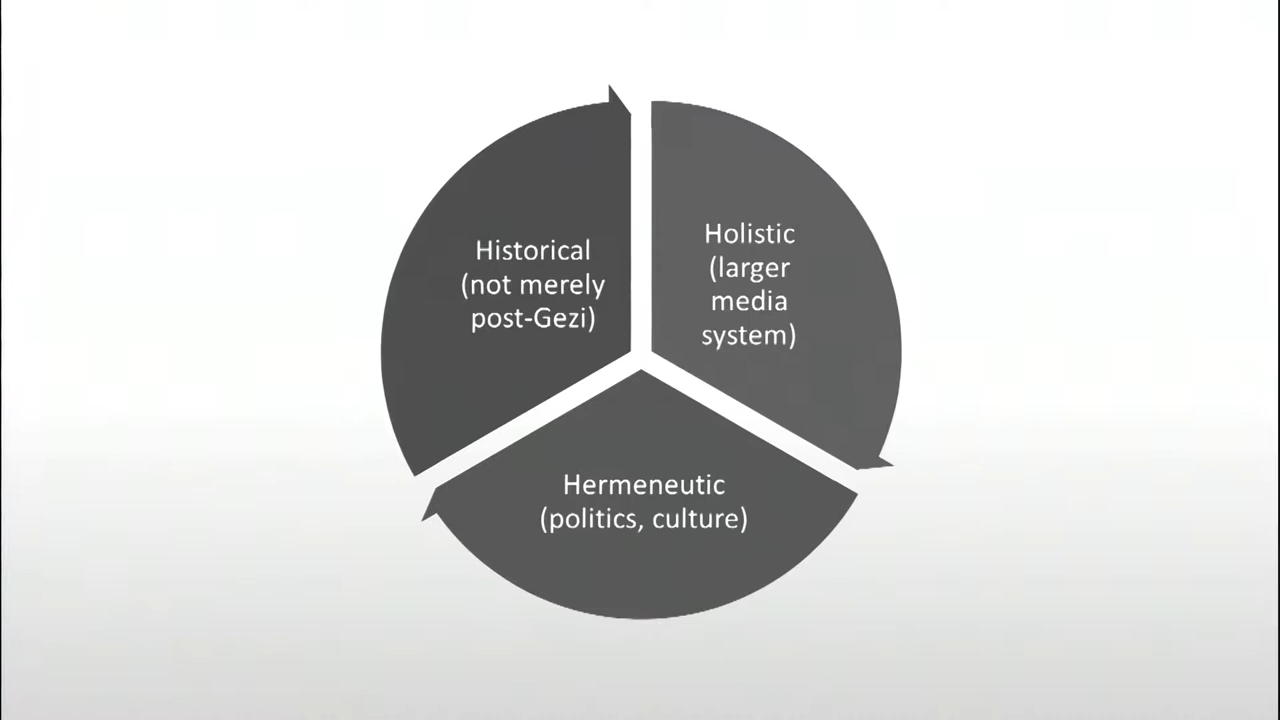 Historical
(not merely
post-Gezi)
Holistic
(larger
media
system)
Hermeneutic
(politics, culture)